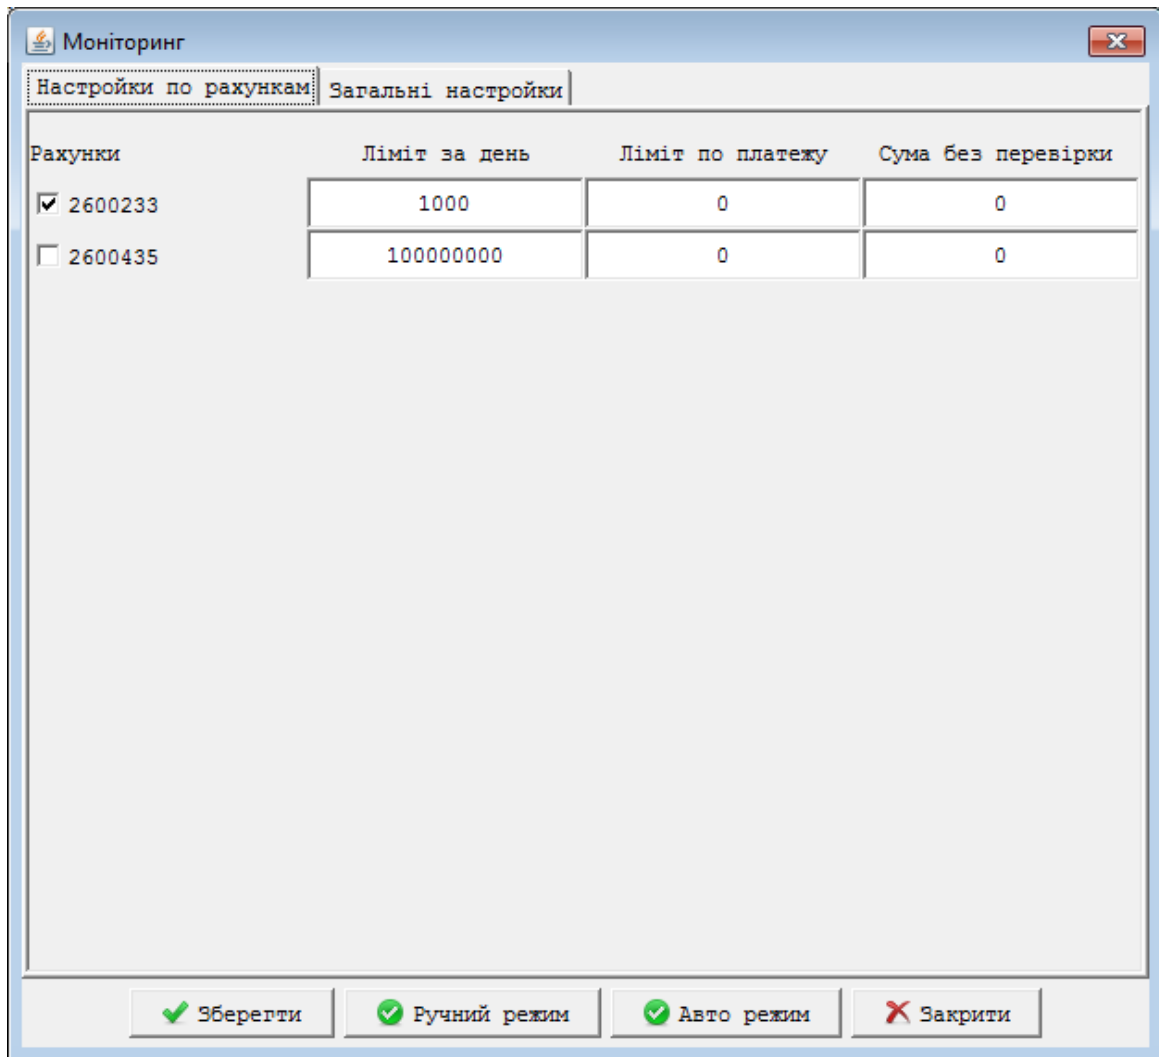 Моніторинг
Настройки по рахункам Загальні настройки
Рахунки Ліміт за день Ліміт по платежу Сума без перевірки
2600233 1000 0 0
2600435 100000000 0 0
Зберегти Ручний режим Авто режим Закрити